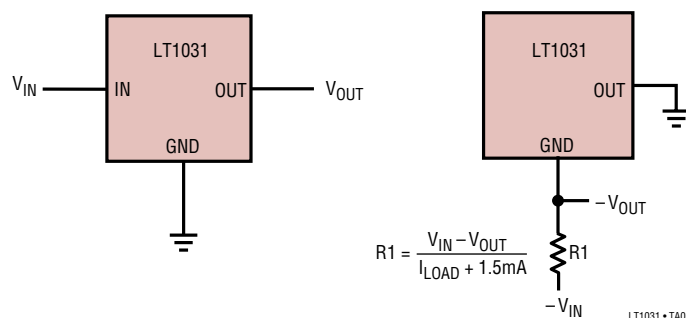 LT1031
V_IN
IN
OUT
V_OUT
GND
LT1031
OUT
GND
–V_OUT
R1 = (V_IN – V_OUT) / (I_LOAD + 1.5mA)
R1
–V_IN
LT1031 • TA0